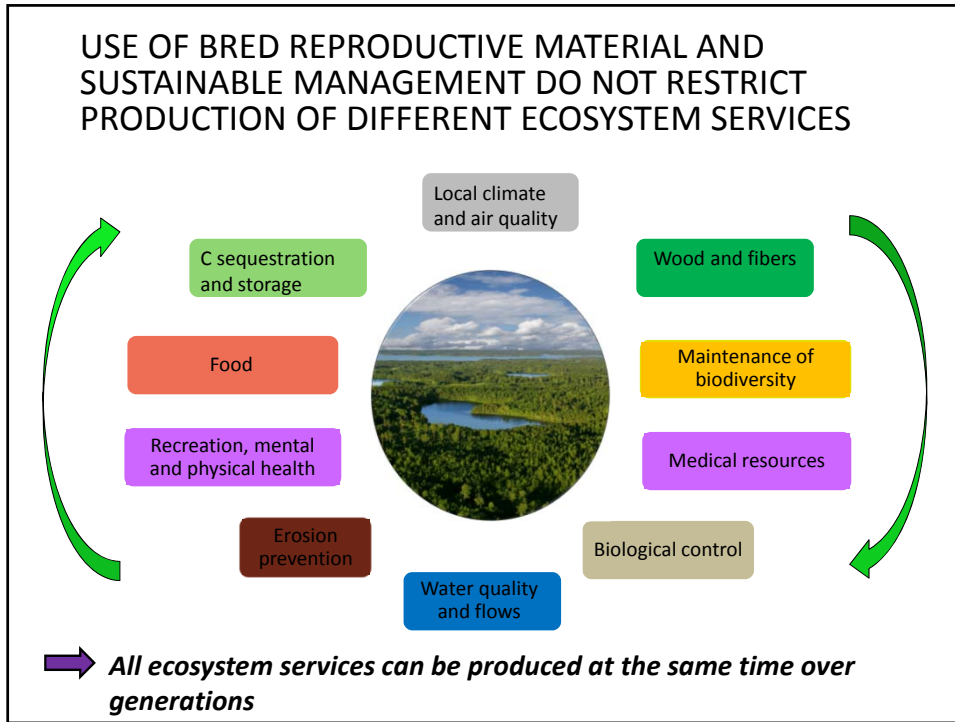 USE OF BRED REPRODUCTIVE MATERIAL AND
SUSTAINABLE MANAGEMENT DO NOT RESTRICT
PRODUCTION OF DIFFERENT ECOSYSTEM SERVICES
Local climate
and air quality
C sequestration
and storage
Wood and fibers
Food
Maintenance of
biodiversity
Recreation, mental
and physical health
Medical resources
Erosion
prevention
Biological control
Water quality
and flows
All ecosystem services can be produced at the same time over
generations